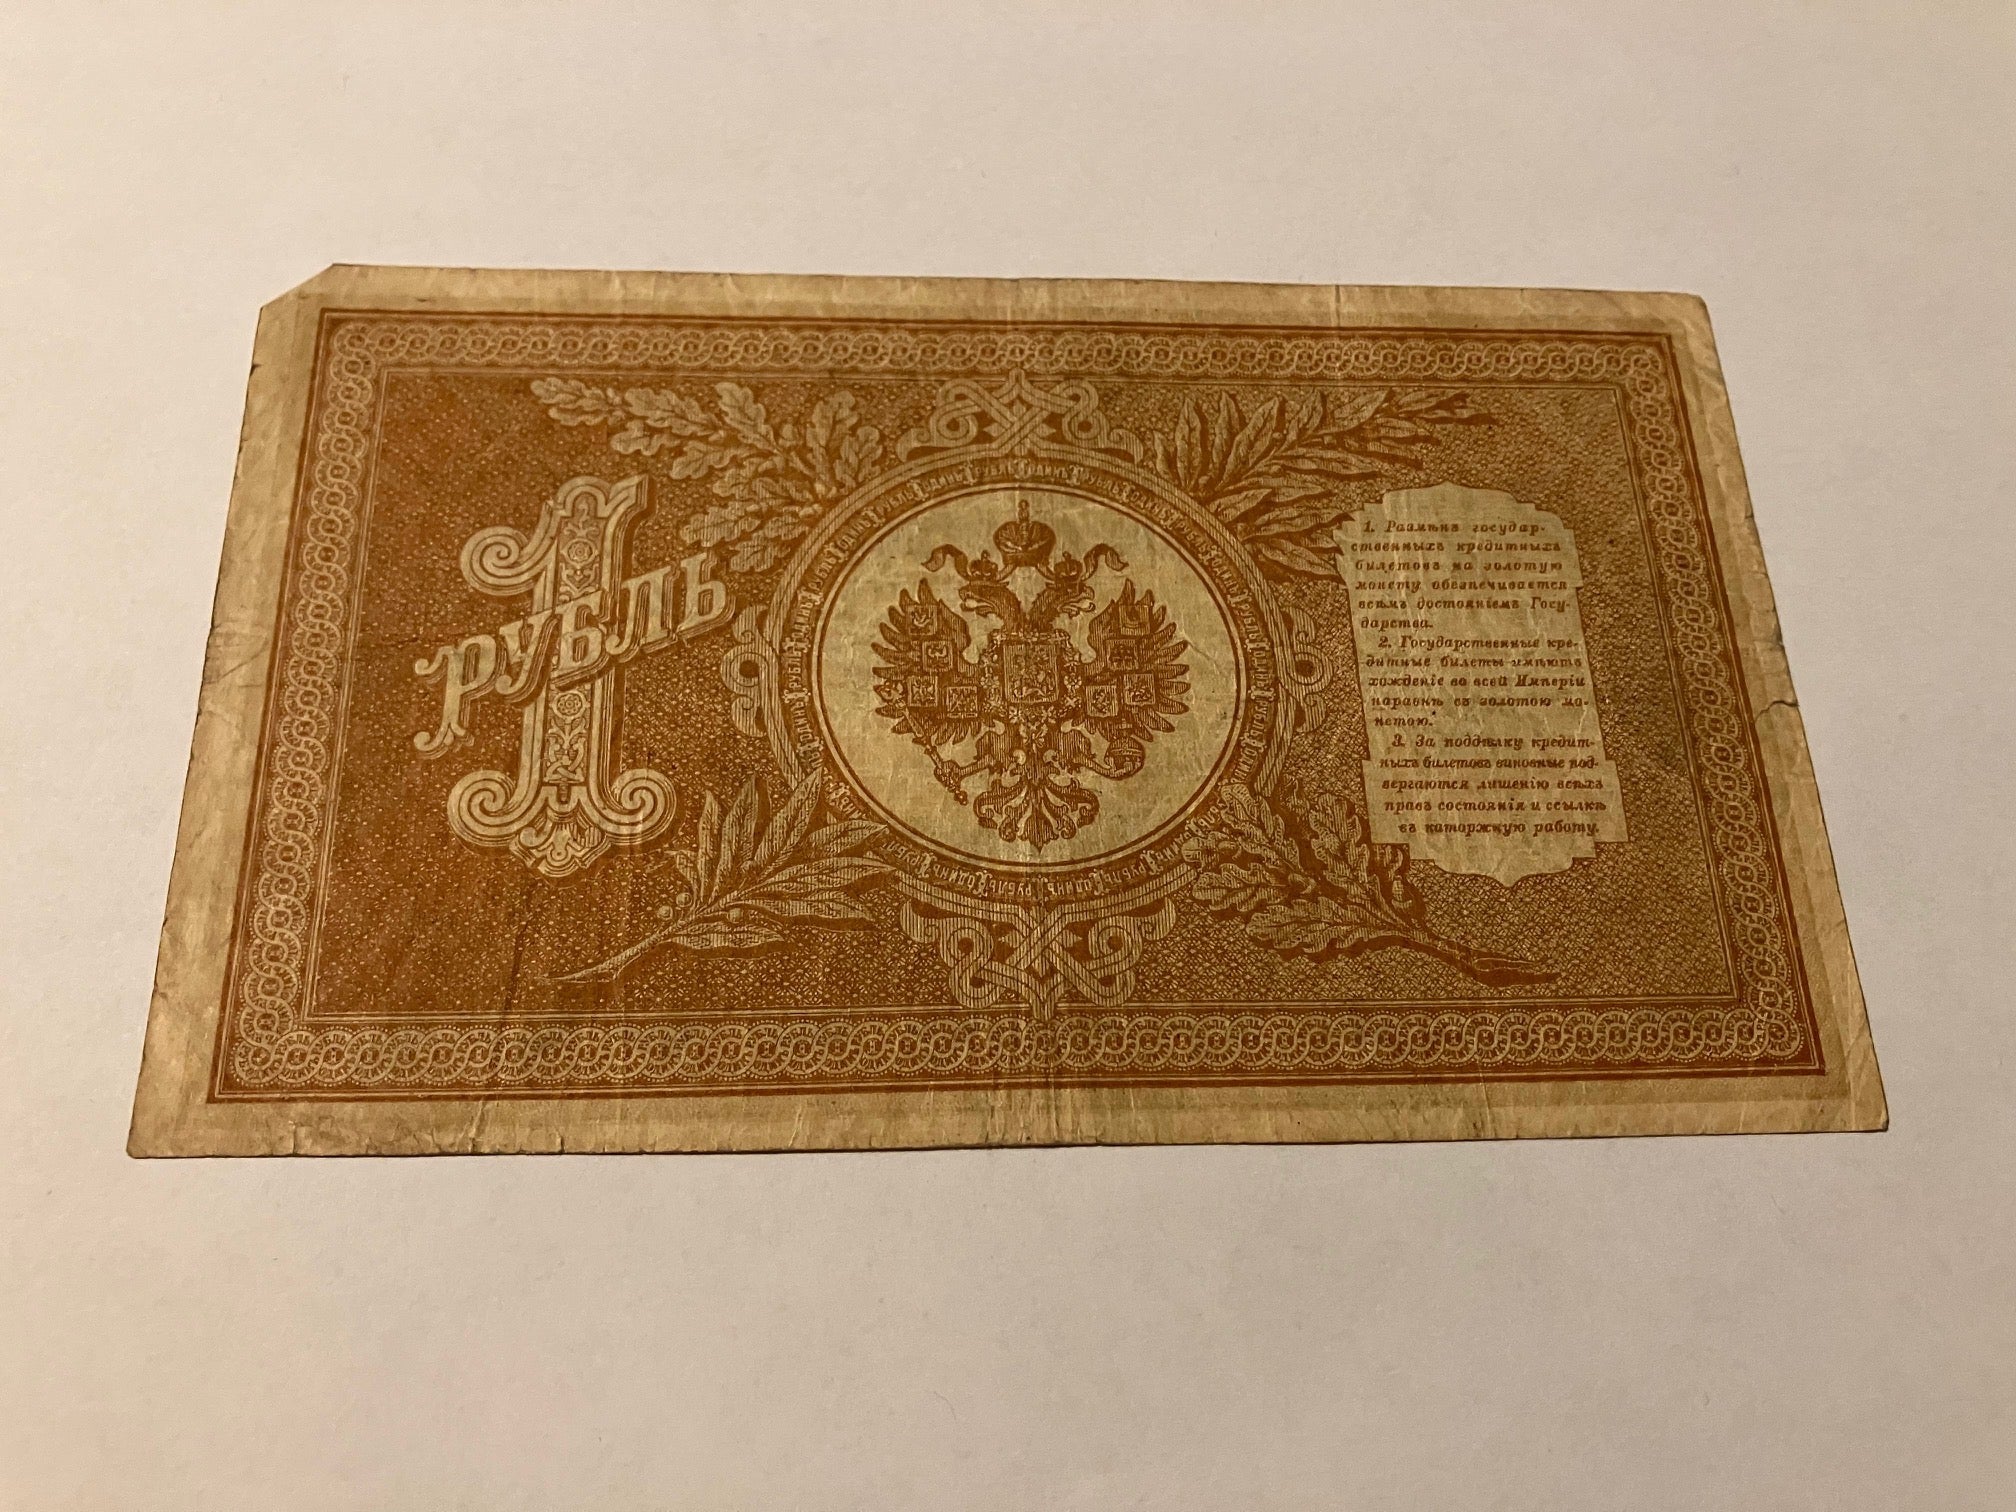 1
РУБЛЬ
1. Размѣнъ государ-
ственныхъ кредитныхъ
билетовъ на золотую
монету обезпечивается
всѣмъ достояніемъ Госу-
дарства.
2. Государственные кре-
дитные билеты имѣютъ
хожденіе во всей Имперіи
наравнѣ съ золотою мо-
нетою.
3. За поддѣлку кредит-
ныхъ билетовъ виновные под-
вергаются лишенію всѣхъ
правъ состоянія и ссылкѣ
въ каторжную работу.